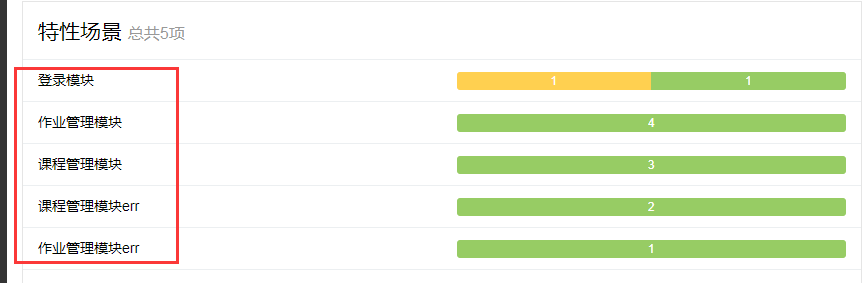 特性场景 总共5项
登录模块 1 1
作业管理模块 4
课程管理模块 3
课程管理模块err 2
作业管理模块err 1